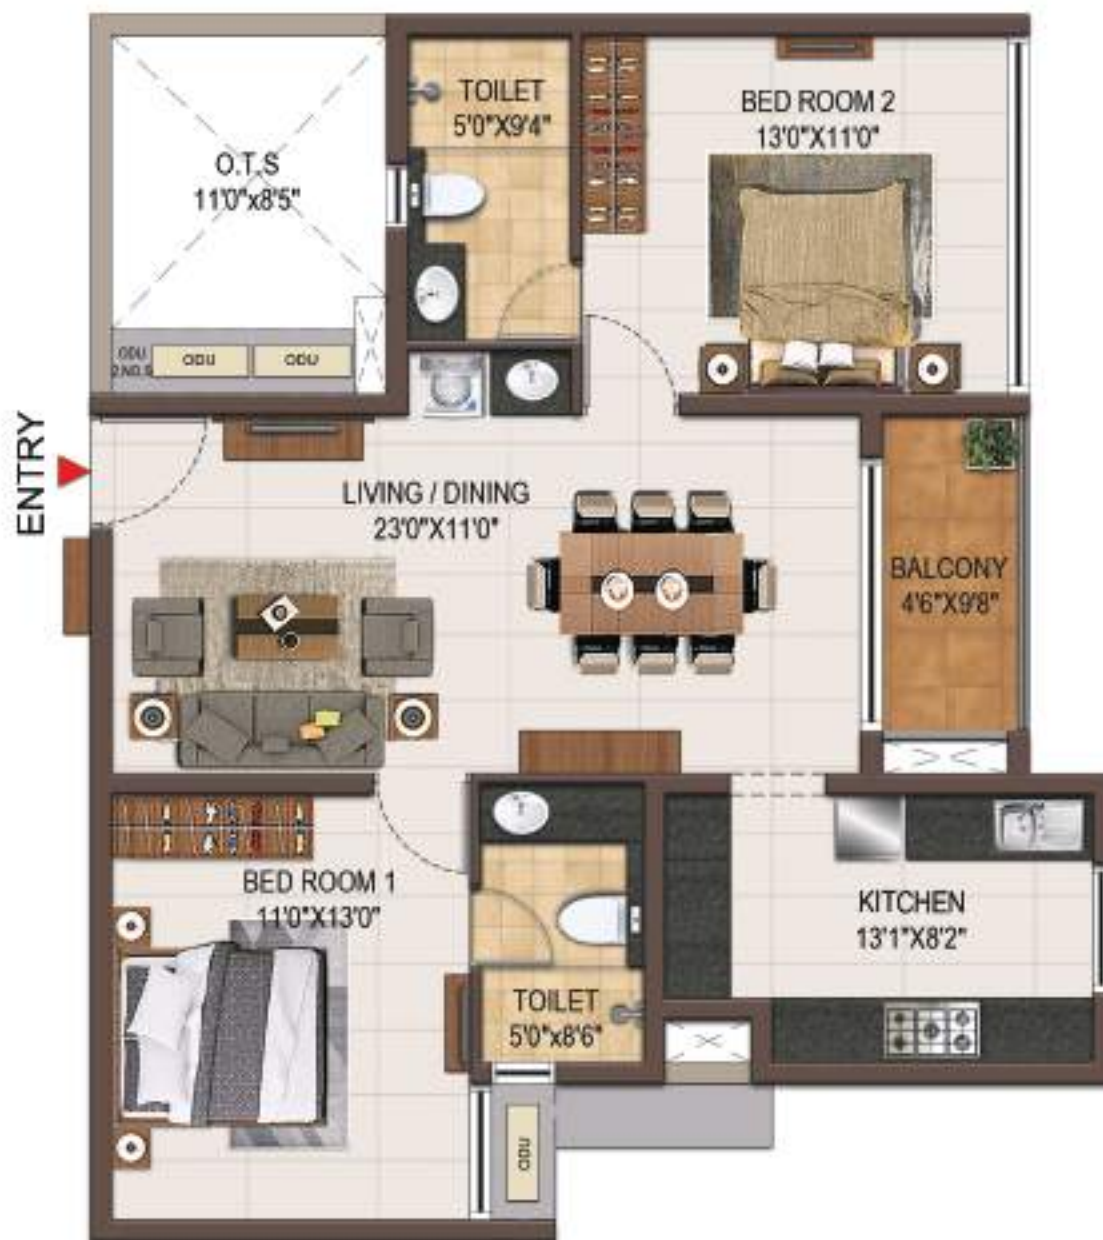 TOILET
5'0"X9'4"
BED ROOM 2
13'0"X11'0"
O.T.S
11'0"x8'5"
ODU
2.NO.S
ODU
ODU
ENTRY
LIVING / DINING
23'0"X11'0"
BALCONY
4'6"X9'8"
BED ROOM 1
11'0"X13'0"
KITCHEN
13'1"X8'2"
TOILET
5'0"x8'6"
ODU